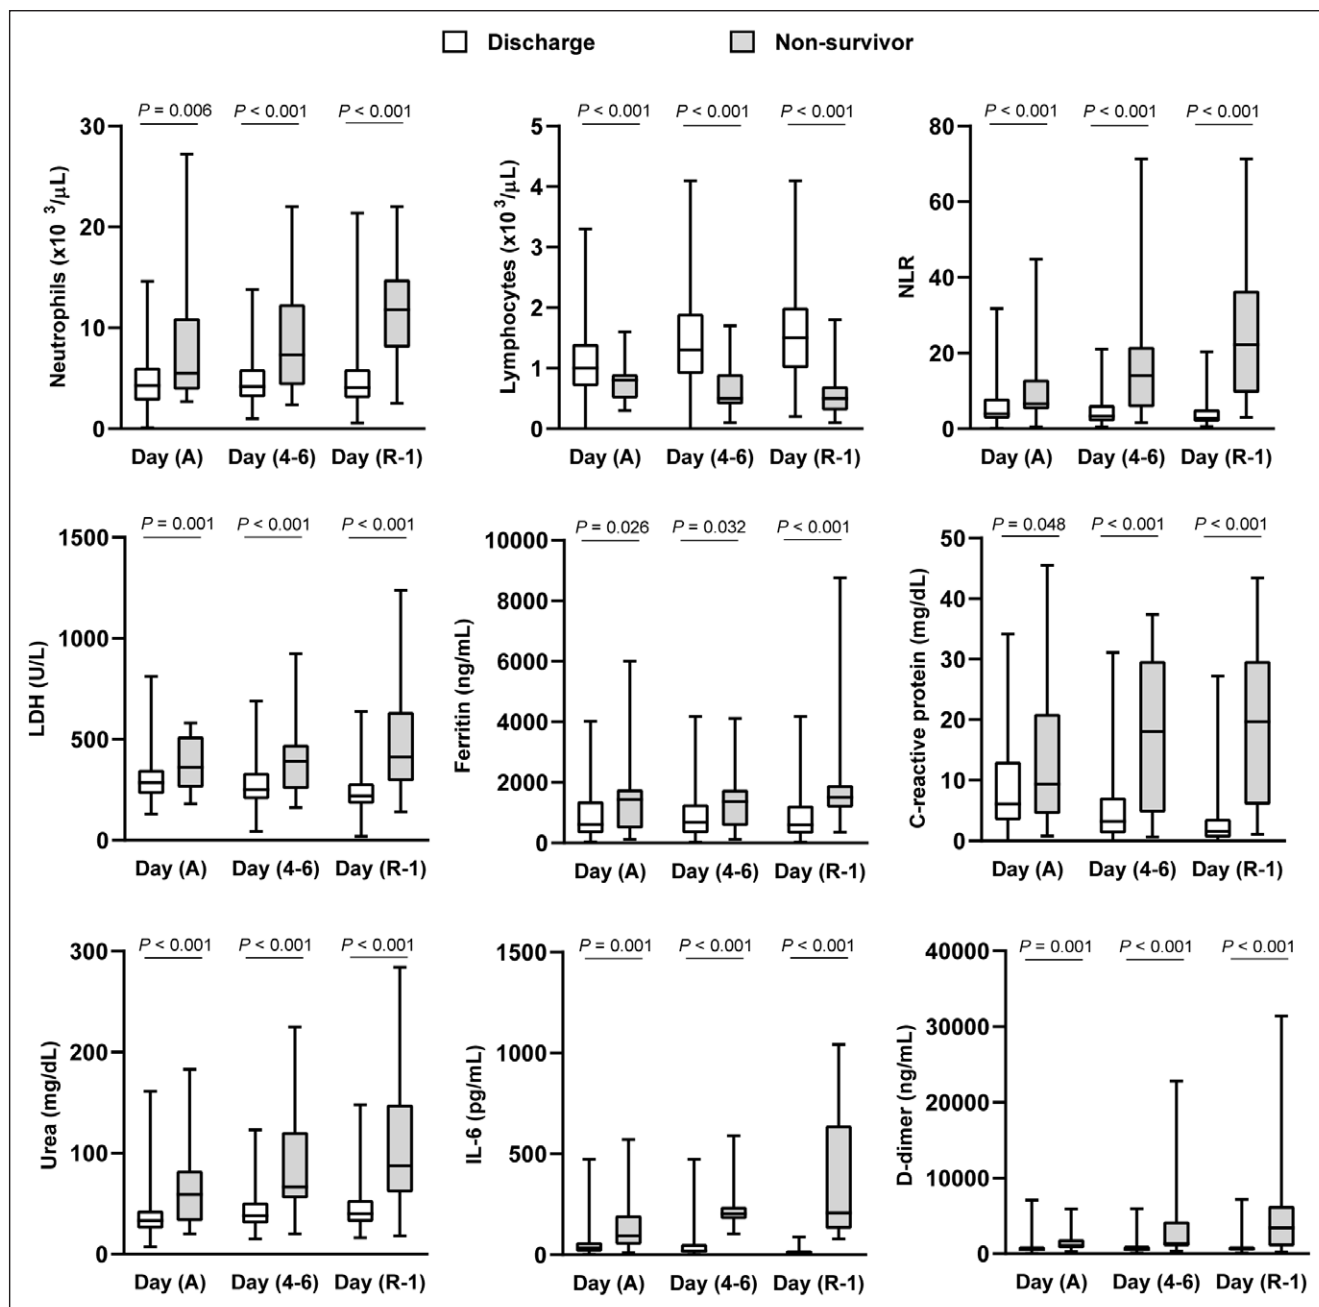 Discharge Non-survivor
P = 0.006 P < 0.001 P < 0.001
Neutrophils (x10 3/μL)
30
20
10
0
Day (A) Day (4-6) Day (R-1)
P < 0.001 P < 0.001 P < 0.001
Lymphocytes (x10 3/μL)
5
4
3
2
1
0
Day (A) Day (4-6) Day (R-1)
P < 0.001 P < 0.001 P < 0.001
NLR
80
60
40
20
0
Day (A) Day (4-6) Day (R-1)
P = 0.001 P < 0.001 P < 0.001
LDH (U/L)
1500
1000
500
0
Day (A) Day (4-6) Day (R-1)
P = 0.026 P = 0.032 P < 0.001
Ferritin (ng/mL)
10000
8000
6000
4000
2000
0
Day (A) Day (4-6) Day (R-1)
P = 0.048 P < 0.001 P < 0.001
C-reactive protein (mg/dL)
50
40
30
20
10
0
Day (A) Day (4-6) Day (R-1)
P < 0.001 P < 0.001 P < 0.001
Urea (mg/dL)
300
200
100
0
Day (A) Day (4-6) Day (R-1)
P = 0.001 P < 0.001 P < 0.001
IL-6 (pg/mL)
1500
1000
500
0
Day (A) Day (4-6) Day (R-1)
P = 0.001 P < 0.001 P < 0.001
D-dimer (ng/mL)
40000
30000
20000
10000
0
Day (A) Day (4-6) Day (R-1)